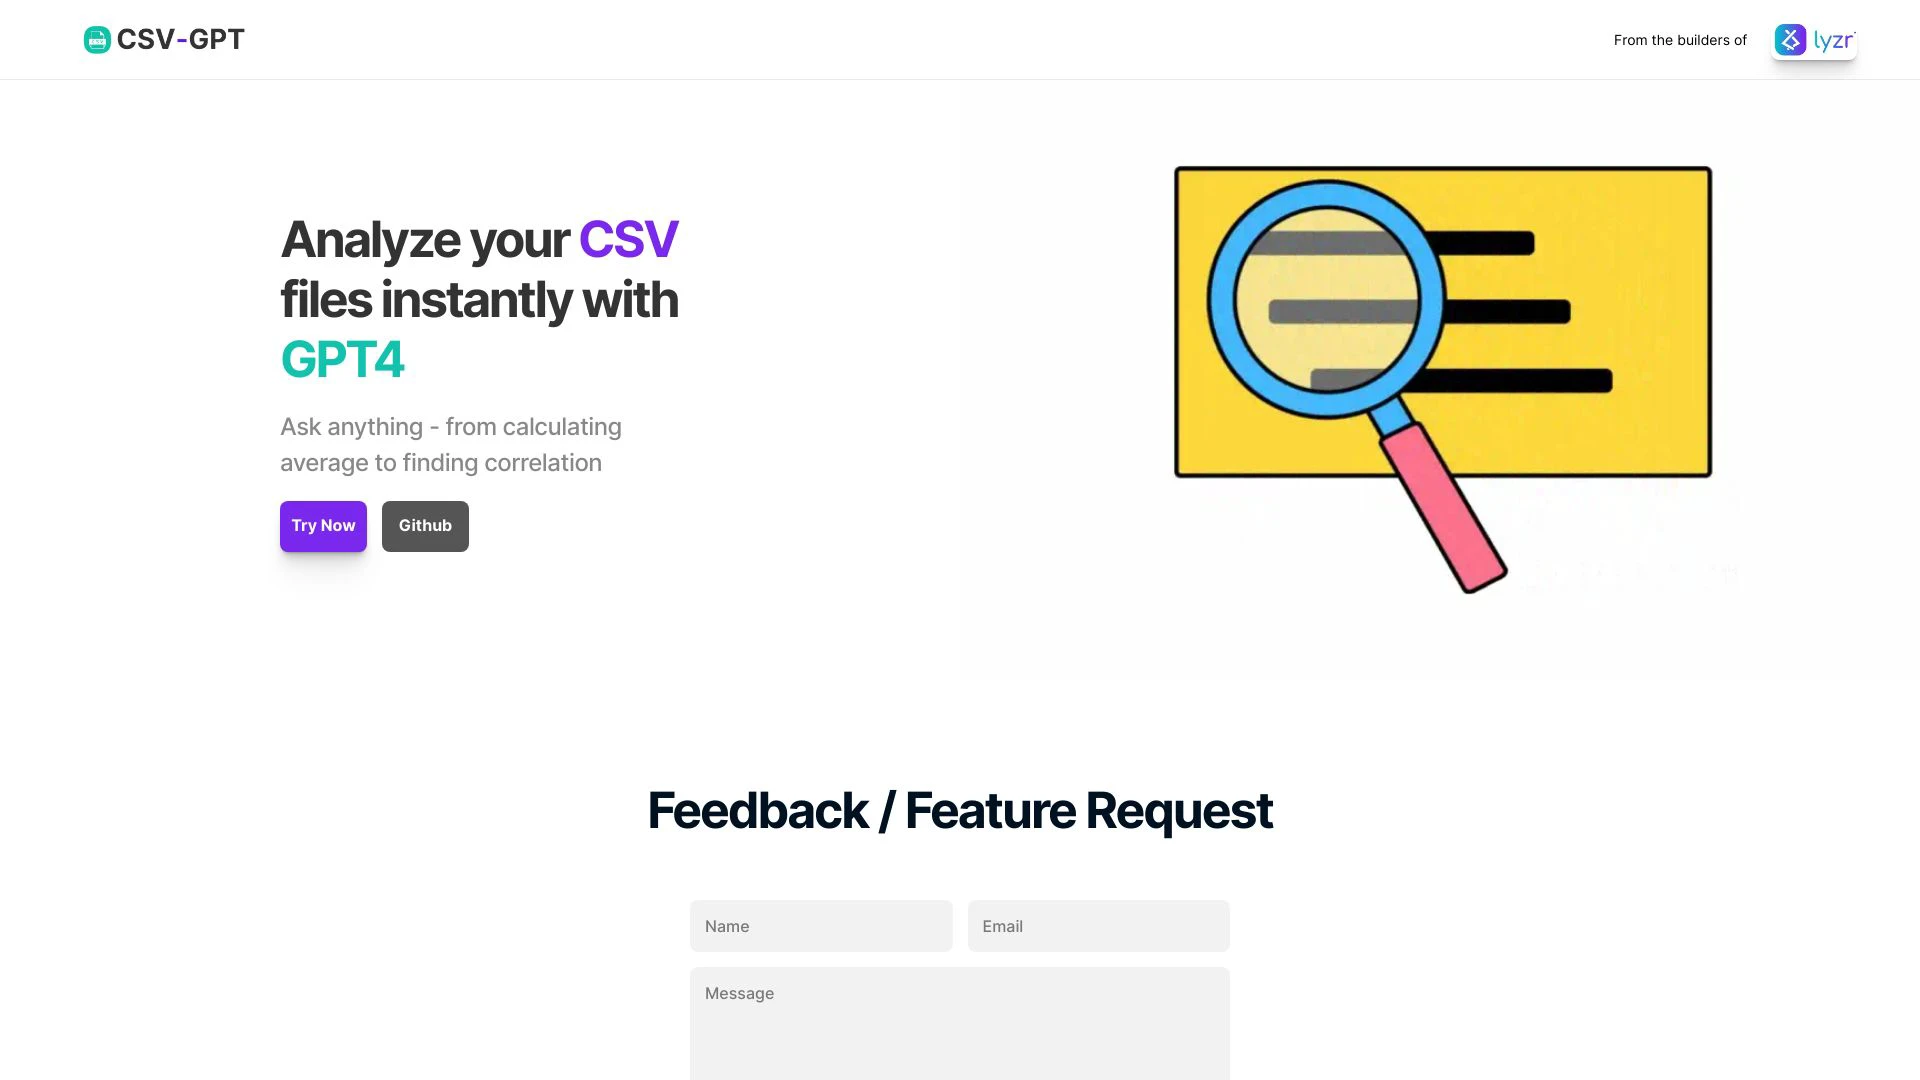 CSV-GPT
From the builders of
lyzr
Analyze your CSV
files instantly with
GPT4
Ask anything - from calculating
average to finding correlation
Try Now
Github
Feedback / Feature Request
Name
Email
Message